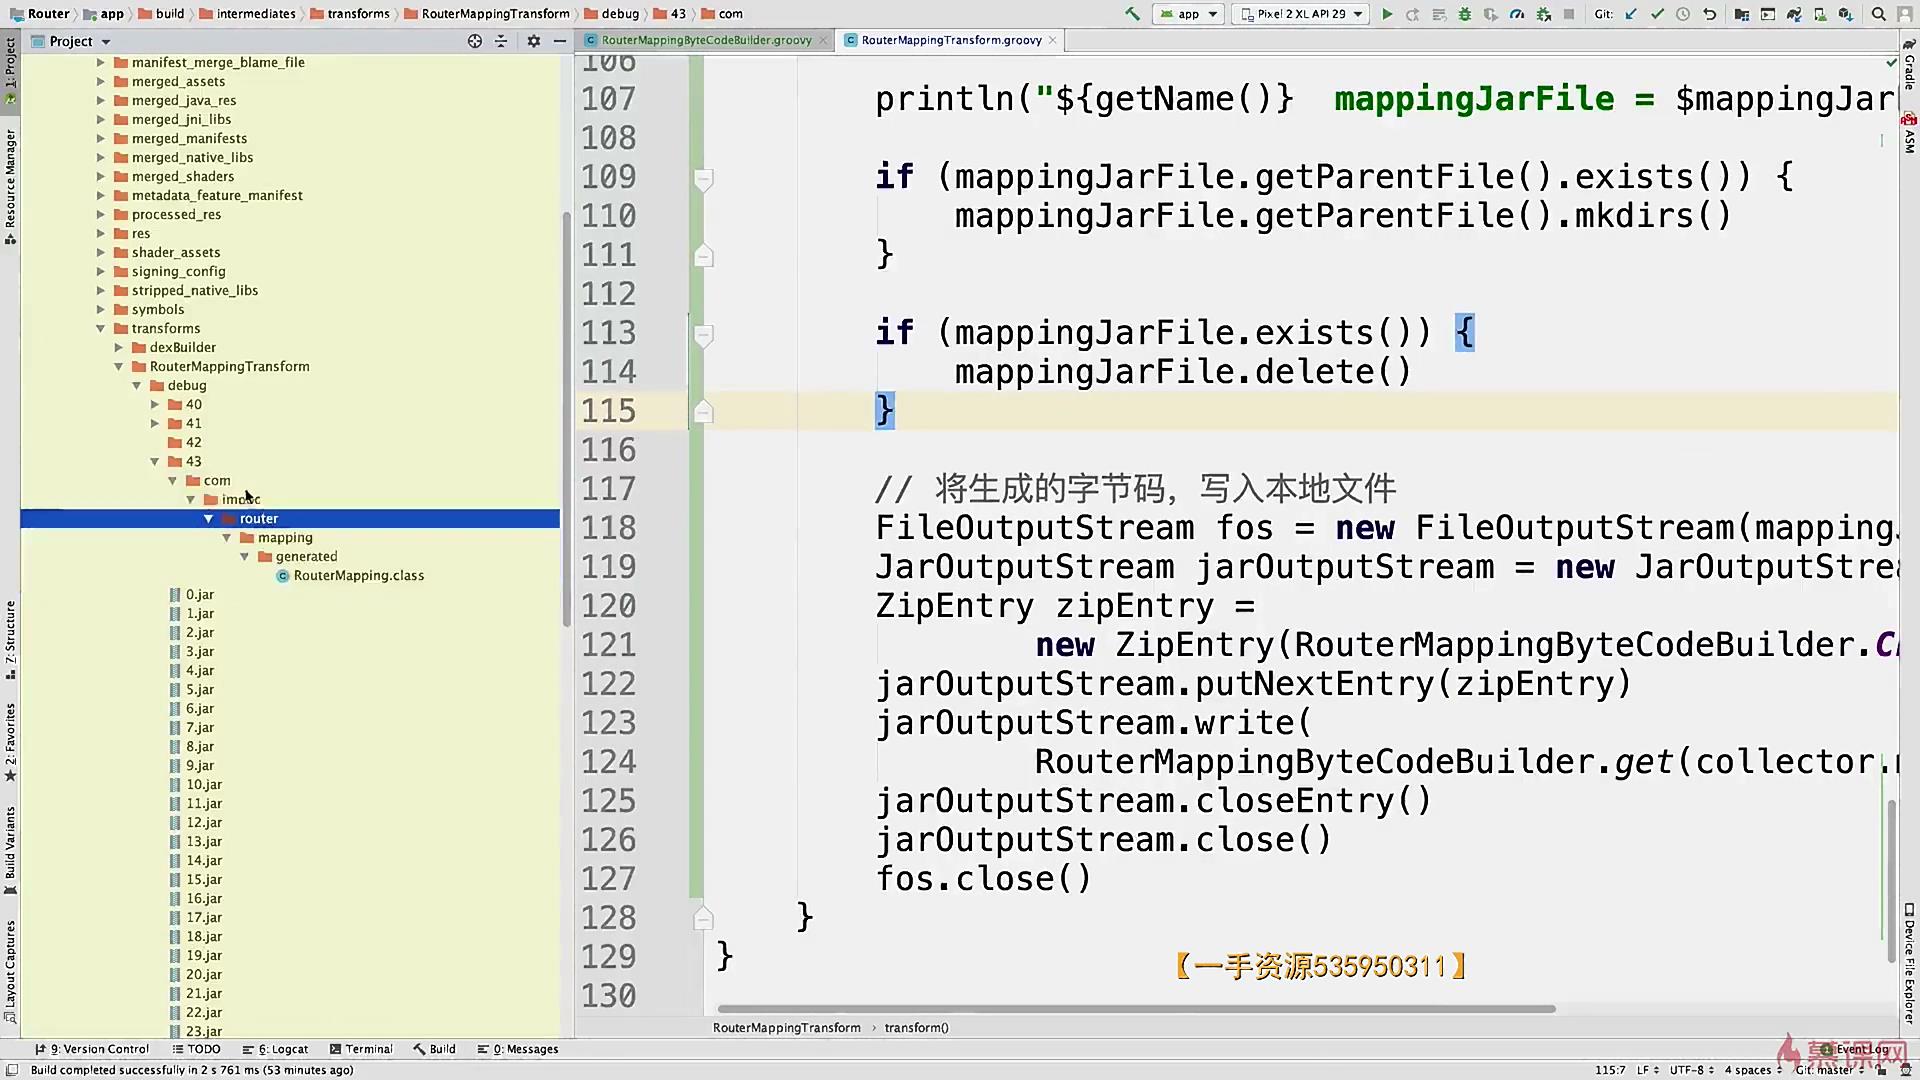 Router app build intermediates transforms RouterMappingTransform debug 43 com
app Pixel 2 XL API 29 Git:
Project
RouterMappingByteCodeBuilder.groovy RouterMappingTransform.groovy
1: Project
Resource Manager
Z: Structure
2: Favorites
Build Variants
Layout Captures
manifest_merge_blame_file
merged_assets
merged_java_res
merged_jni_libs
merged_manifests
merged_native_libs
merged_shaders
metadata_feature_manifest
processed_res
res
shader_assets
signing_config
stripped_native_libs
symbols
transforms
dexBuilder
RouterMappingTransform
debug
40
41
42
43
com
router
mapping
generated
RouterMapping.class
0.jar
1.jar
2.jar
3.jar
4.jar
5.jar
6.jar
7.jar
8.jar
9.jar
10.jar
11.jar
12.jar
13.jar
14.jar
15.jar
16.jar
17.jar
18.jar
19.jar
20.jar
21.jar
22.jar
23.jar
106
107 println("${getName()} mappingJarFile = $mappingJar
108
109 if (mappingJarFile.getParentFile().exists()) {
110 mappingJarFile.getParentFile().mkdirs()
111 }
112
113 if (mappingJarFile.exists()) {
114 mappingJarFile.delete()
115 }
116
117 // 将生成的字节码，写入本地文件
118 FileOutputStream fos = new FileOutputStream(mapping
119 JarOutputStream jarOutputStream = new JarOutputStre
120 ZipEntry zipEntry =
121 new ZipEntry(RouterMappingByteCodeBuilder.C
122 jarOutputStream.putNextEntry(zipEntry)
123 jarOutputStream.write(
124 RouterMappingByteCodeBuilder.get(collector.
125 jarOutputStream.closeEntry()
126 jarOutputStream.close()
127 fos.close()
128 }
129 }
130
【一手资源535950311】
RouterMappingTransform › transform()
Gradle
ASM
Device File Explorer
9: Version Control TODO 6: Logcat Terminal Build 0: Messages Event Log
慕课网
Build completed successfully in 2 s 761 ms (53 minutes ago) 115:7 LF UTF-8 4 spaces Git: master